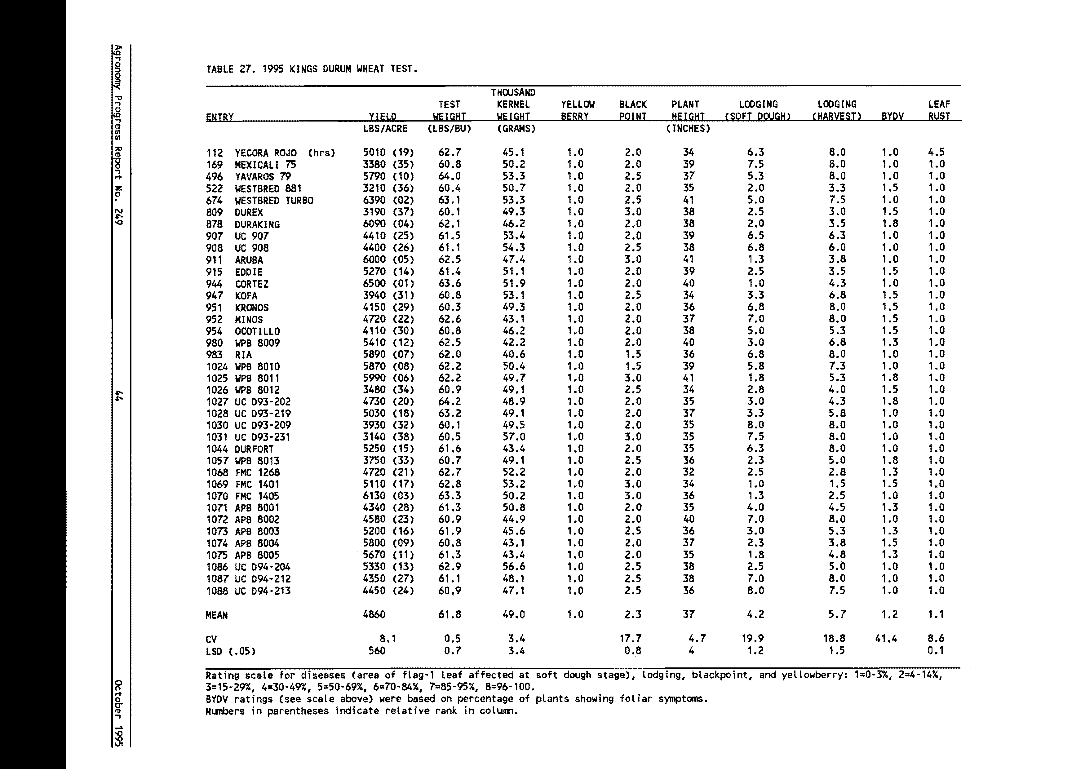 Agronomy Progress Report No. 249
44
October 1995
TABLE 27. 1995 KINGS DURUM WHEAT TEST.
THOUSAND
TEST KERNEL YELLOW BLACK PLANT LODGING LODGING LEAF
ENTRY YIELD WEIGHT WEIGHT BERRY POINT HEIGHT (SOFT DOUGH) (HARVEST) BYDV RUST
LBS/ACRE (LBS/BU) (GRAMS) (INCHES)
112 YECORA ROJO (hrs) 5010 (19) 62.7 45.1 1.0 2.0 34 6.3 8.0 1.0 4.5
169 MEXICALI 75 3380 (35) 60.8 50.2 1.0 2.0 39 7.5 8.0 1.0 1.0
496 YAVAROS 79 5790 (10) 64.0 53.3 1.0 2.5 37 5.3 8.0 1.0 1.0
522 WESTBRED 881 3210 (36) 60.4 50.7 1.0 2.0 35 2.0 3.3 1.5 1.0
674 WESTBRED TURBO 6390 (02) 63.1 53.3 1.0 2.5 41 5.0 7.5 1.0 1.0
809 DUREX 3190 (37) 60.1 49.3 1.0 3.0 38 2.5 3.0 1.5 1.0
878 DURAKING 6090 (04) 62.1 46.2 1.0 2.0 38 2.0 3.5 1.8 1.0
907 UC 907 4410 (25) 61.5 53.4 1.0 2.0 39 6.5 6.3 1.0 1.0
908 UC 908 4400 (26) 61.1 54.3 1.0 2.5 38 6.8 6.0 1.0 1.0
911 ARUBA 6000 (05) 62.5 47.4 1.0 3.0 41 1.3 3.8 1.0 1.0
915 EDDIE 5270 (14) 61.4 51.1 1.0 2.0 39 2.5 3.5 1.5 1.0
944 CORTEZ 6500 (01) 63.6 51.9 1.0 2.0 40 1.0 4.3 1.0 1.0
947 KOFA 3940 (31) 60.8 53.1 1.0 2.5 34 3.3 6.8 1.5 1.0
951 KRONOS 4150 (29) 60.3 49.3 1.0 2.0 36 6.8 8.0 1.5 1.0
952 MINOS 4720 (22) 62.6 43.1 1.0 2.0 37 7.0 8.0 1.5 1.0
954 OCOTILLO 4110 (30) 60.8 46.2 1.0 2.0 38 5.0 5.3 1.5 1.0
980 WPB 8009 5410 (12) 62.5 42.2 1.0 2.0 40 3.0 6.8 1.3 1.0
983 RIA 5890 (07) 62.0 40.6 1.0 1.5 36 6.8 8.0 1.0 1.0
1024 WPB 8010 5870 (08) 62.2 50.4 1.0 1.5 39 5.8 7.3 1.0 1.0
1025 WPB 8011 5990 (06) 62.2 49.7 1.0 3.0 41 1.8 5.3 1.8 1.0
1026 WPB 8012 3480 (34) 60.9 49.1 1.0 2.5 34 2.8 4.0 1.5 1.0
1027 UC D93-202 4730 (20) 64.2 48.9 1.0 2.0 35 3.0 4.3 1.8 1.0
1028 UC D93-219 5030 (18) 63.2 49.1 1.0 2.0 37 3.3 5.8 1.0 1.0
1030 UC D93-209 3930 (32) 60.1 49.5 1.0 2.0 35 8.0 8.0 1.0 1.0
1031 UC D93-231 3140 (38) 60.5 57.0 1.0 3.0 35 7.5 8.0 1.0 1.0
1044 DURFORT 5250 (15) 61.6 43.4 1.0 2.0 35 6.3 8.0 1.0 1.0
1057 WPB 8013 3750 (33) 60.7 49.1 1.0 2.5 36 2.3 5.0 1.8 1.0
1068 FMC 1268 4720 (21) 62.7 52.2 1.0 2.0 32 2.5 2.8 1.3 1.0
1069 FMC 1401 5110 (17) 62.8 53.2 1.0 3.0 34 1.0 1.5 1.5 1.0
1070 FMC 1405 6130 (03) 63.3 50.2 1.0 3.0 36 1.3 2.5 1.0 1.0
1071 APB 8001 4340 (28) 61.3 50.8 1.0 2.0 35 4.0 4.5 1.3 1.0
1072 APB 8002 4580 (23) 60.9 44.9 1.0 2.0 40 7.0 8.0 1.0 1.0
1073 APB 8003 5200 (16) 61.9 45.6 1.0 2.5 36 3.0 5.3 1.3 1.0
1074 APB 8004 5800 (09) 60.8 43.1 1.0 2.0 37 2.3 3.8 1.5 1.0
1075 APB 8005 5670 (11) 61.3 43.4 1.0 2.0 35 1.8 4.8 1.3 1.0
1086 UC D94-204 5330 (13) 62.9 56.6 1.0 2.5 38 2.5 5.0 1.0 1.0
1087 UC D94-212 4350 (27) 61.1 48.1 1.0 2.5 38 7.0 8.0 1.0 1.0
1088 UC D94-213 4450 (24) 60.9 47.1 1.0 2.5 36 8.0 7.5 1.0 1.0
MEAN 4860 61.8 49.0 1.0 2.3 37 4.2 5.7 1.2 1.1
CV 8.1 0.5 3.4 17.7 4.7 19.9 18.8 41.4 8.6
LSD (.05) 560 0.7 3.4 0.8 4 1.2 1.5 0.1
Rating scale for diseases (area of flag-1 leaf affected at soft dough stage), lodging, blackpoint, and yellowberry: 1=0-3%, 2=4-14%,
3=15-29%, 4=30-49%, 5=50-69%, 6=70-84%, 7=85-95%, 8=96-100.
BYDV ratings (see scale above) were based on percentage of plants showing foliar symptoms.
Numbers in parentheses indicate relative rank in column.